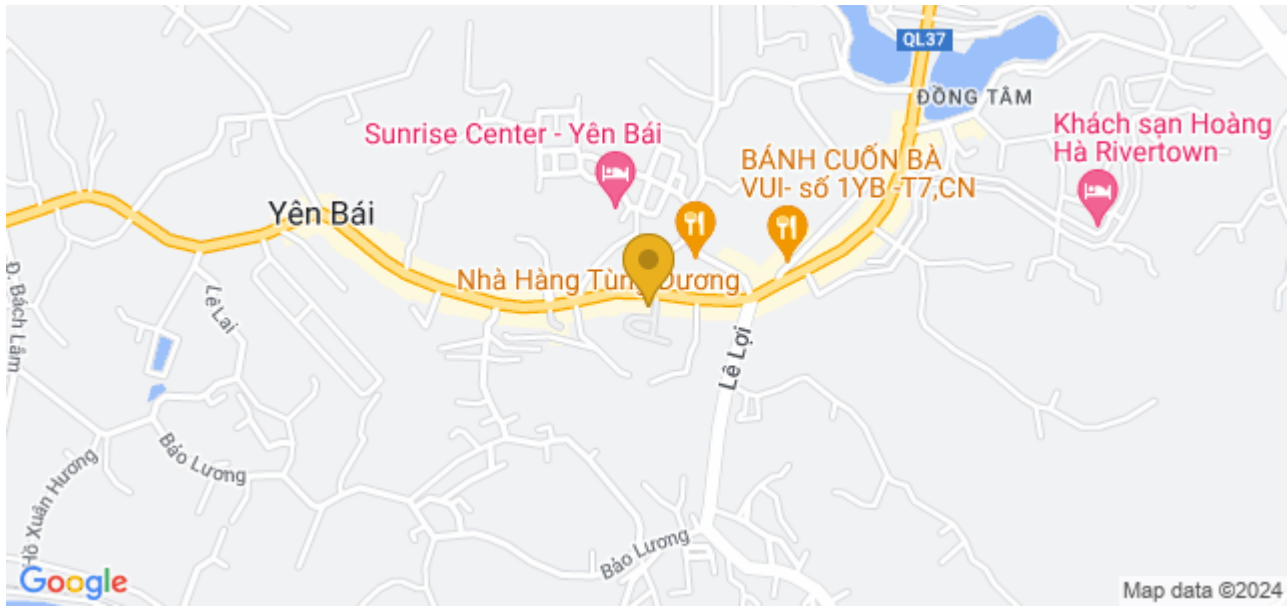 QL37
ĐỒNG TÂM
Sunrise Center - Yên Bái
BÁNH CUỐN BÀ
VUI- số 1YB -T7,CN
Khách sạn Hoàng
Hà Rivertown
Yên Bái
Nhà Hàng Tùng Dương
Đ. Bách Lẫm
Lê Lai
Lê Lợi
Bảo Lương
Hồ Xuân Hương
Bảo Lương
Google
Map data ©2024